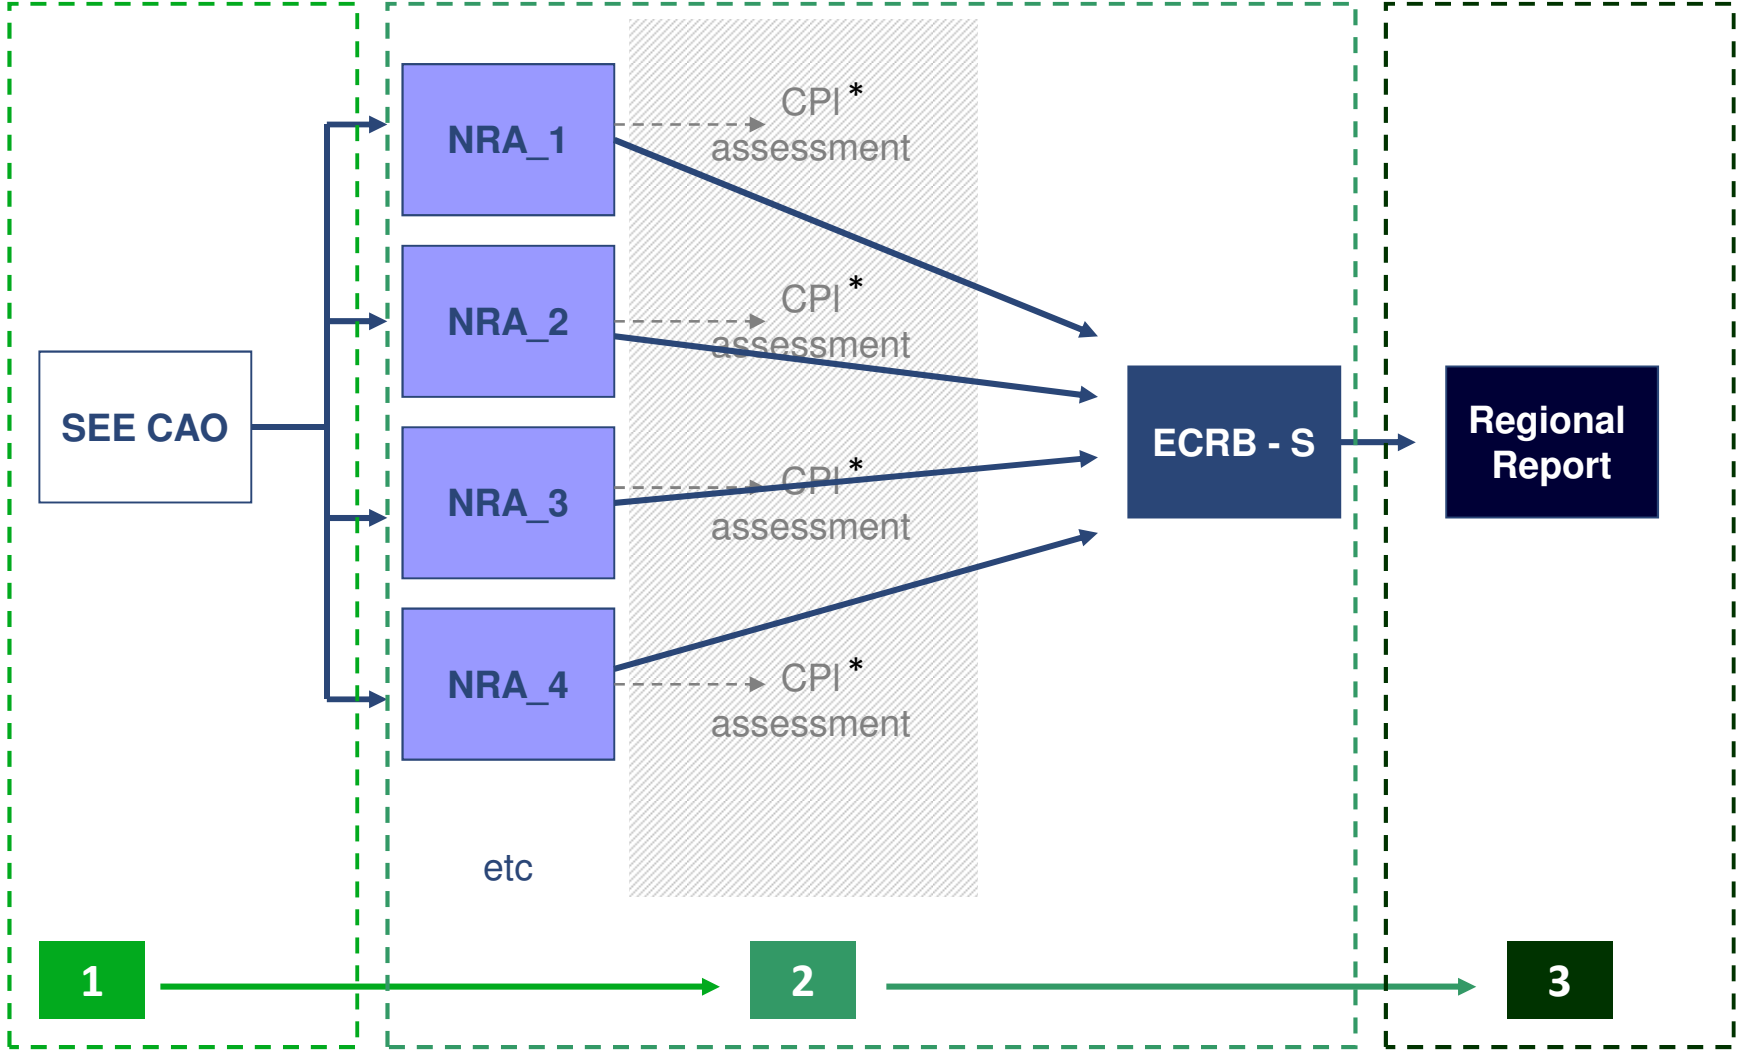 SEE CAO
NRA_1
CPI *
assessment
NRA_2
CPI *
assessment
NRA_3
CPI *
assessment
NRA_4
CPI *
assessment
etc
ECRB - S
Regional
Report
1
2
3